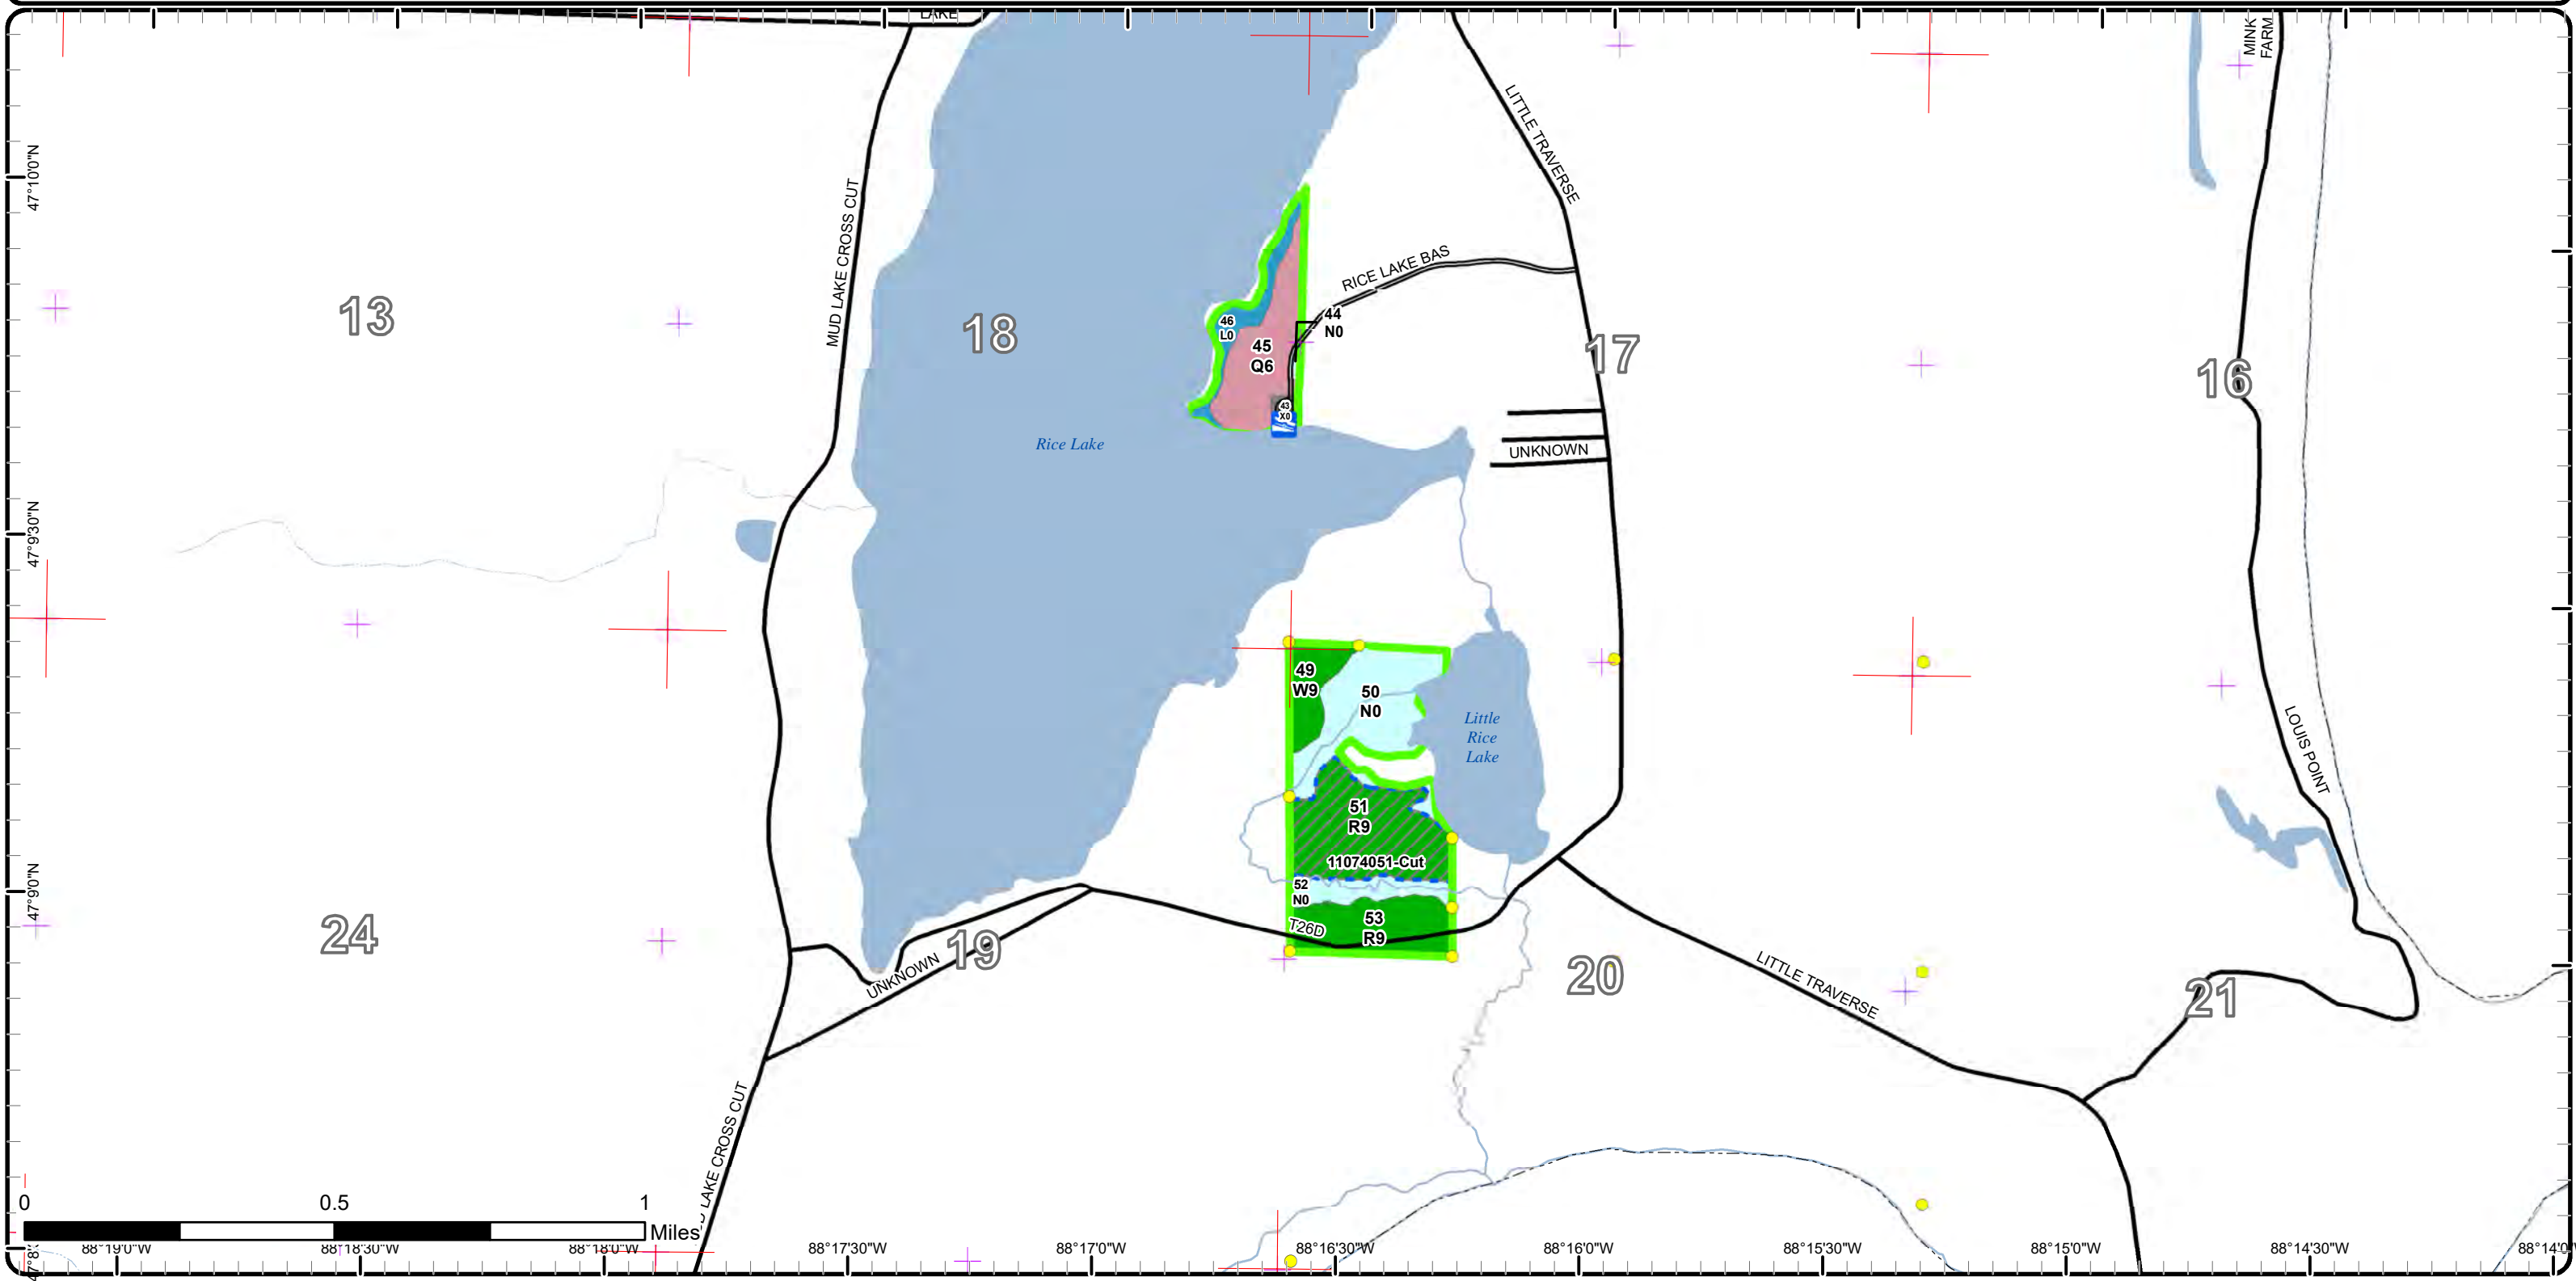 LAKE
MINK
FARM
LITTLE TRAVERSE
47°10'0"N
MUD LAKE CROSS CUT
RICE LAKE BAS
13
18
46
L0
45
Q6
44
N0
17
16
43
X0
Rice Lake
UNKNOWN
47°9'30"N
49
W9
50
N0
Little
Rice
Lake
LOUIS POINT
51
R9
11074051-Cut
47°9'0"N
52
N0
53
R9
T26D
24
19
UNKNOWN
20
LITTLE TRAVERSE
21
LAKE CROSS CUT
0 0.5 1
Miles
88°19'0"W 88°18'30"W 88°18'0"W 88°17'30"W 88°17'0"W 88°16'30"W 88°16'0"W 88°15'30"W 88°15'0"W 88°14'30"W